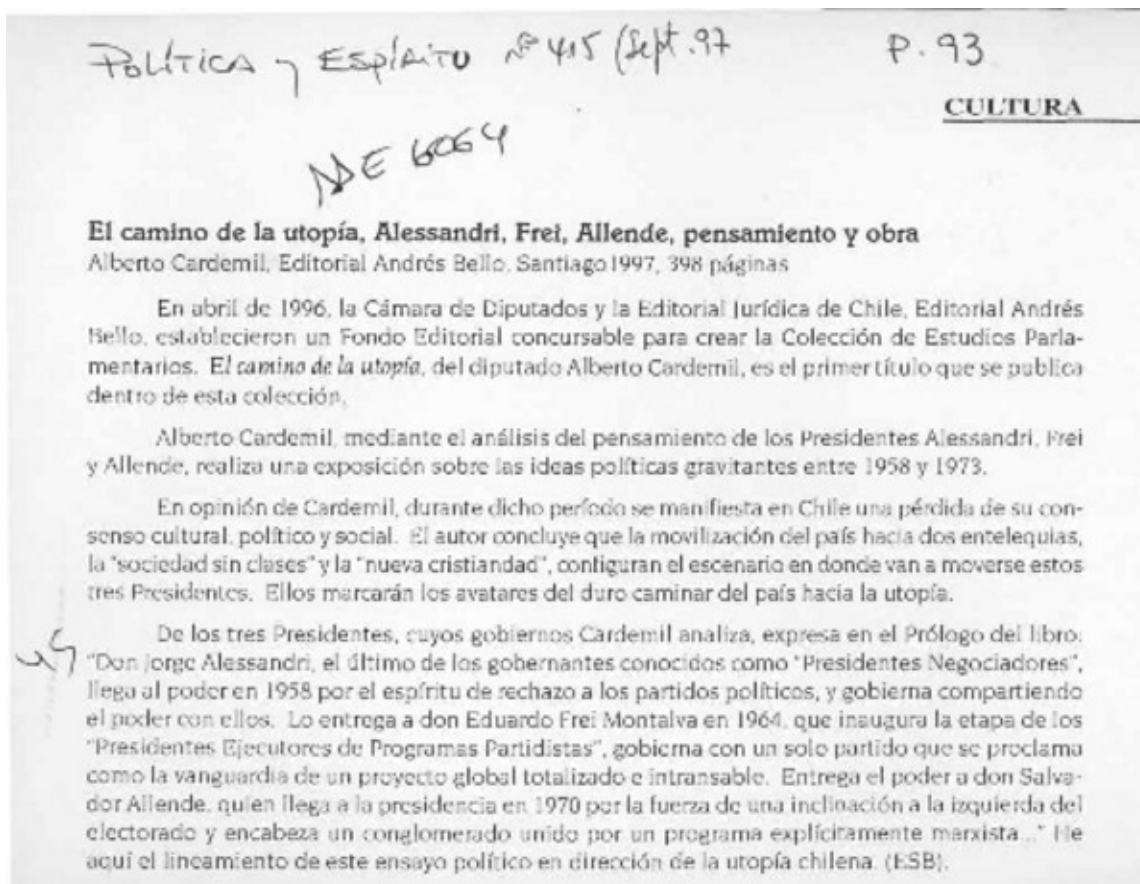 POLÍTICA y ESPÍRITU Nº 415 (Sept. 97 P. 93
CULTURA
6064
El camino de la utopía, Alessandri, Frei, Allende, pensamiento y obra
Alberto Cardemil, Editorial Andrés Bello, Santiago 1997, 398 páginas
En abril de 1996, la Cámara de Diputados y la Editorial Jurídica de Chile, Editorial Andrés
Bello, establecieron un Fondo Editorial concursable para crear la Colección de Estudios Parla-
mentarios. El camino de la utopía, del diputado Alberto Cardemil, es el primer título que se publica
dentro de esta colección.
Alberto Cardemil, mediante el análisis del pensamiento de los Presidentes Alessandri, Frei
y Allende, realiza una exposición sobre las ideas políticas gravitantes entre 1958 y 1973.
En opinión de Cardemil, durante dicho período se manifiesta en Chile una pérdida de su con-
senso cultural, político y social. El autor concluye que la movilización del país hacia dos entelequias,
la "sociedad sin clases" y la "nueva cristiandad", configuran el escenario en donde van a moverse estos
tres Presidentes. Ellos marcarán los avatares del duro caminar del país hacia la utopía.
De los tres Presidentes, cuyos gobiernos Cardemil analiza, expresa en el Prólogo del libro:
"Don Jorge Alessandri, el último de los gobernantes conocidos como "Presidentes Negociadores",
llega al poder en 1958 por el espíritu de rechazo a los partidos políticos, y gobierna compartiendo
el poder con ellos. Lo entrega a don Eduardo Frei Montalva en 1964, que inaugura la etapa de los
"Presidentes Ejecutores de Programas Partidistas", gobierna con un solo partido que se proclama
como la vanguardia de un proyecto global totalizado e intransable. Entrega el poder a don Salva-
dor Allende, quien llega a la presidencia en 1970 por la fuerza de una inclinación a la izquierda del
electorado y encabeza un conglomerado unido por un programa explícitamente marxista..." He
aquí el lineamiento de este ensayo político en dirección de la utopía chilena. (ESB).